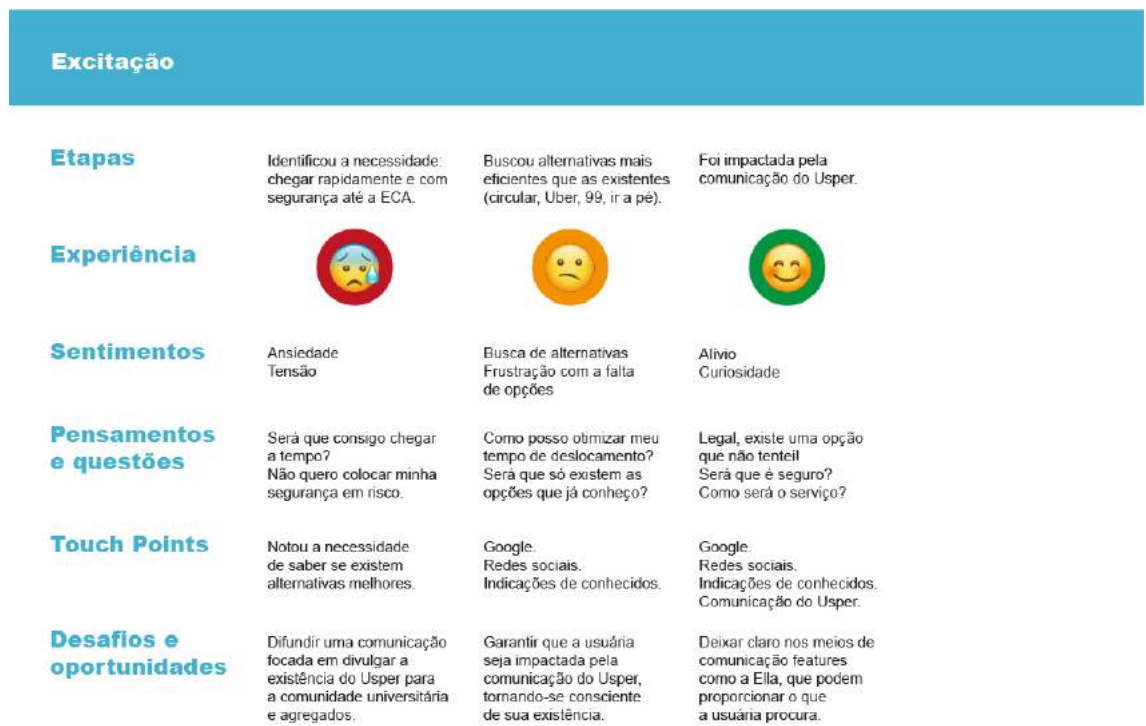 Excitação
Etapas
Identificou a necessidade:
chegar rapidamente e com
segurança até a ECA.
Buscou alternativas mais
eficientes que as existentes
(circular, Uber, 99, ir a pé).
Foi impactada pela
comunicação do Usper.
Experiência
Sentimentos
Ansiedade
Tensão
Busca de alternativas
Frustração com a falta
de opções
Alívio
Curiosidade
Pensamentos
e questões
Será que consigo chegar
a tempo?
Não quero colocar minha
segurança em risco.
Como posso otimizar meu
tempo de deslocamento?
Será que só existem as
opções que já conheço?
Legal, existe uma opção
que não tentei!
Será que é seguro?
Como será o serviço?
Touch Points
Notou a necessidade
de saber se existem
alternativas melhores.
Google.
Redes sociais.
Indicações de conhecidos.
Google.
Redes sociais.
Indicações de conhecidos.
Comunicação do Usper.
Desafios e
oportunidades
Difundir uma comunicação
focada em divulgar a
existência do Usper para
a comunidade universitária
e agregados.
Garantir que a usuária
seja impactada pela
comunicação do Usper,
tornando-se consciente
de sua existência.
Deixar claro nos meios de
comunicação features
como a Ella, que podem
proporcionar o que
a usuária procura.